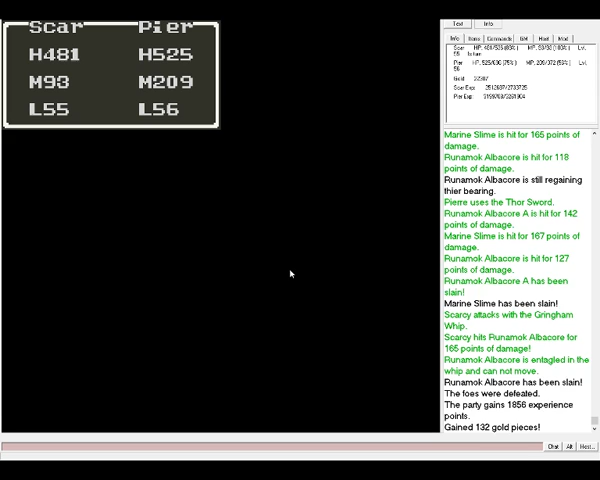 Scar Pier
H481 H525
M93 M209
L55 L56
Text Info
Info Items Commands GM Host Mod
Gold
Scar Exp: 2512687/2733725
Pier Exp:
Marine Slime is hit for 165 points of
damage.
Runamok Albacore is hit for 118
points of damage.
Runamok Albacore is still regaining
thier bearing.
Pierre uses the Thor Sword.
Runamok Albacore A is hit for 142
points of damage.
Marine Slime is hit for 167 points of
damage.
Runamok Albacore is hit for 127
points of damage.
Runamok Albacore A has been
slain!
Marine Slime has been slain!
Scarcy attacks with the Gringham
Whip.
Scarcy hits Runamok Albacore for
165 points of damage!
Runamok Albacore is entagled in the
whip and can not move.
Runamok Albacore has been slain!
The foes were defeated.
The party gains 1856 experience
points.
Gained 132 gold pieces!
Chat Alt Host...